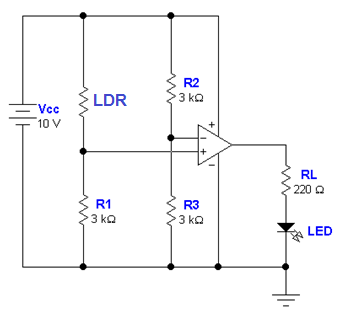 R2
3 kΩ
LDR
Vcc
10 V
+
−
+
−
RL
220 Ω
R1
3 kΩ
R3
3 kΩ
LED